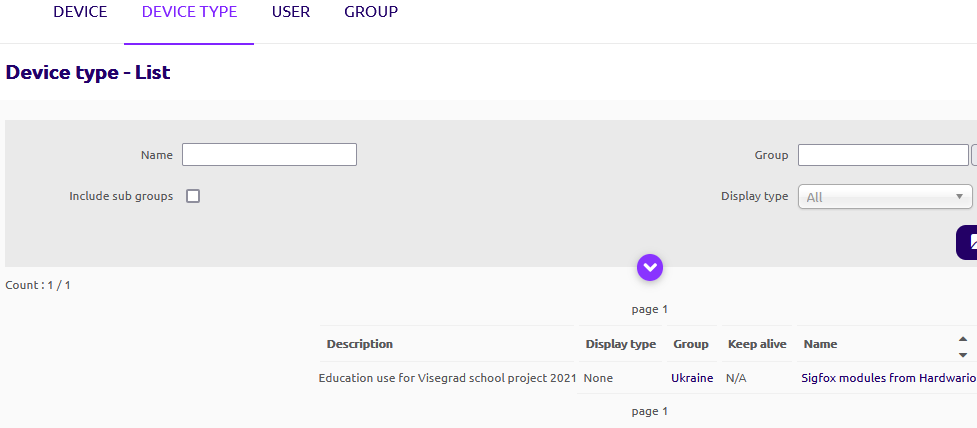 DEVICE DEVICE TYPE USER GROUP
Device type - List
Name Group
Include sub groups Display type All
Count : 1 / 1
page 1
Description Display type Group Keep alive Name
Education use for Visegrad school project 2021 None Ukraine N/A Sigfox modules from Hardwario
page 1